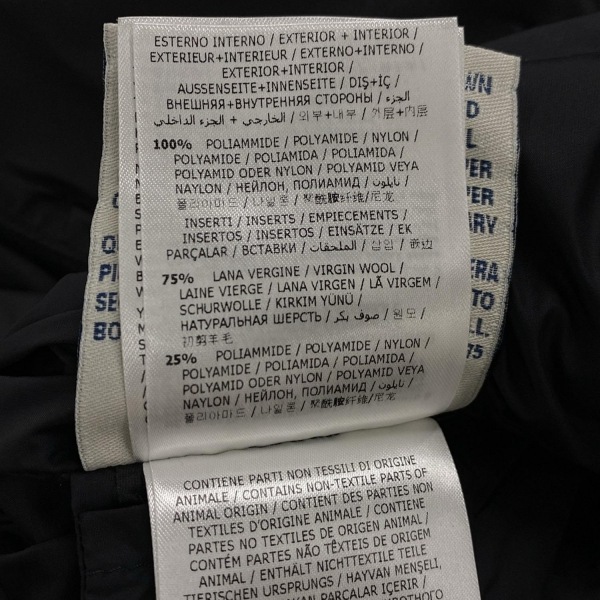 ESTERNO INTERNO / EXTERIOR + INTERIOR /
EXTERIEUR+INTERIEUR / EXTERNO+INTERNO /
EXTERIOR+INTERIOR /
AUSSENSEITE+INNENSEITE / DIŞ+İÇ /
ВНЕШНЯЯ+ВНУТРЕННЯЯ СТОРОНЫ / الجزء
الخارجي + الجزء الداخلي / 외부+내부 / 外层+内层
100% POLIAMMIDE / POLYAMIDE / NYLON /
POLYAMIDE / POLIAMIDA / POLIAMIDA /
POLYAMID ODER NYLON / POLYAMID VEYA
NAYLON / НЕЙЛОН, ПОЛИАМИД / نايلون /
폴리아마드 / 나일론 / 聚酰胺纤维/尼龙
INSERTI / INSERTS / EMPIECEMENTS /
INSERTOS / INSERTOS / EINSÄTZE / EK
PARÇALAR / ВСТАВКИ / الملحقات / 삽입 / 嵌边
75% LANA VERGINE / VIRGIN WOOL /
LAINE VIERGE / LANA VIRGEN / LÃ VIRGEM /
SCHURWOLLE / KIRKIM YÜNÜ /
НАТУРАЛЬНАЯ ШЕРСТЬ / صوف بكر / 원모 /
初剪羊毛
25% POLIAMMIDE / POLYAMIDE / NYLON /
POLYAMIDE / POLIAMIDA / POLIAMIDA /
POLYAMID ODER NYLON / POLYAMID VEYA
NAYLON / НЕЙЛОН, ПОЛИАМИД / نايلون /
폴리아마드 / 나일론 / 聚酰胺纤维/尼龙
CONTIENE PARTI NON TESSILI DI ORIGINE
ANIMALE / CONTAINS NON-TEXTILE PARTS OF
ANIMAL ORIGIN / CONTIENT DES PARTIES NON
TEXTILES D'ORIGINE ANIMALE / CONTIENE
PARTES NO TEXTILES DE ORIGEN ANIMAL /
CONTÉM PARTES NÃO TÊXTEIS DE ORIGEM
ANIMAL / ENTHÄLT NICHTTEXTILE TEILE
TIERISCHEN URSPRUNGS / HAYVAN MENŞELİ,
PARÇALAR İÇERİR /